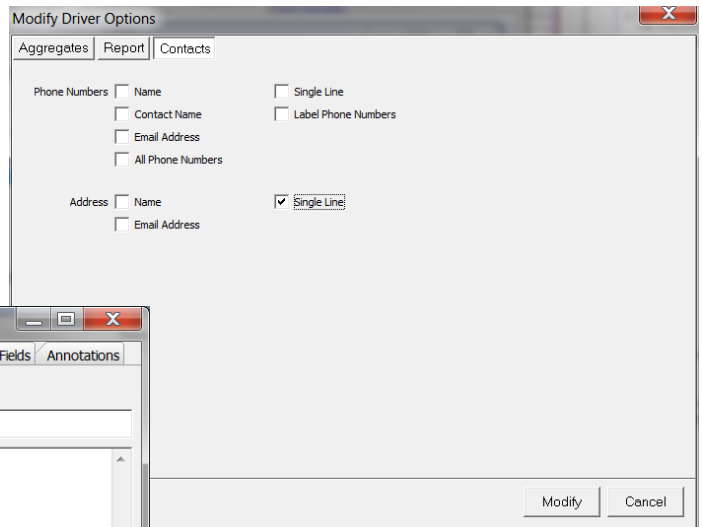 Modify Driver Options
Aggregates Report Contacts
Phone Numbers Name Single Line
Contact Name Label Phone Numbers
Email Address
All Phone Numbers
Address Name Single Line
Email Address
Fields Annotations
Modify Cancel